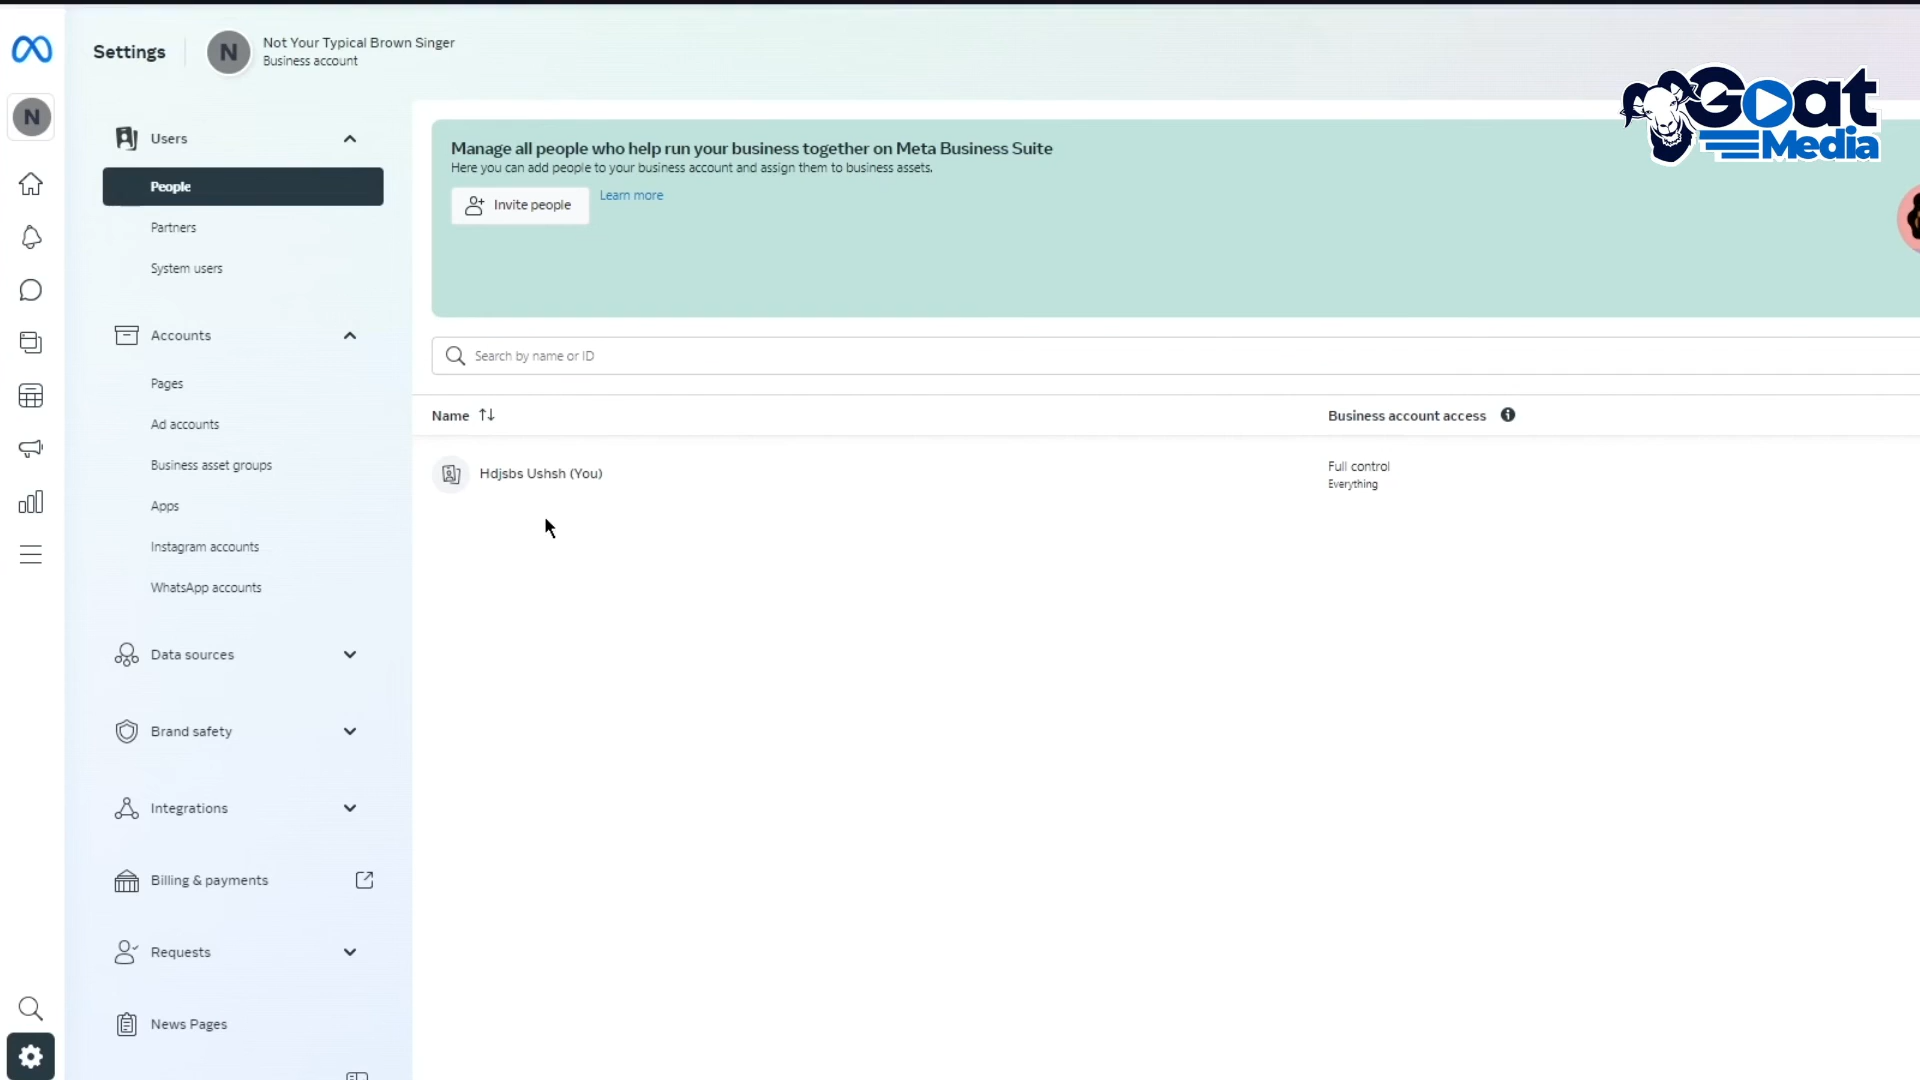 Settings
N
Not Your Typical Brown Singer
Business account
N
Goat
Media
Users
People
Partners
System users
Accounts
Pages
Ad accounts
Business asset groups
Apps
Instagram accounts
WhatsApp accounts
Data sources
Brand safety
Integrations
Billing & payments
Requests
News Pages
Manage all people who help run your business together on Meta Business Suite
Here you can add people to your business account and assign them to business assets.
Invite people
Learn more
Search by name or ID
Name
Business account access
Hdjsbs Ushsh (You)
Full control
Everything